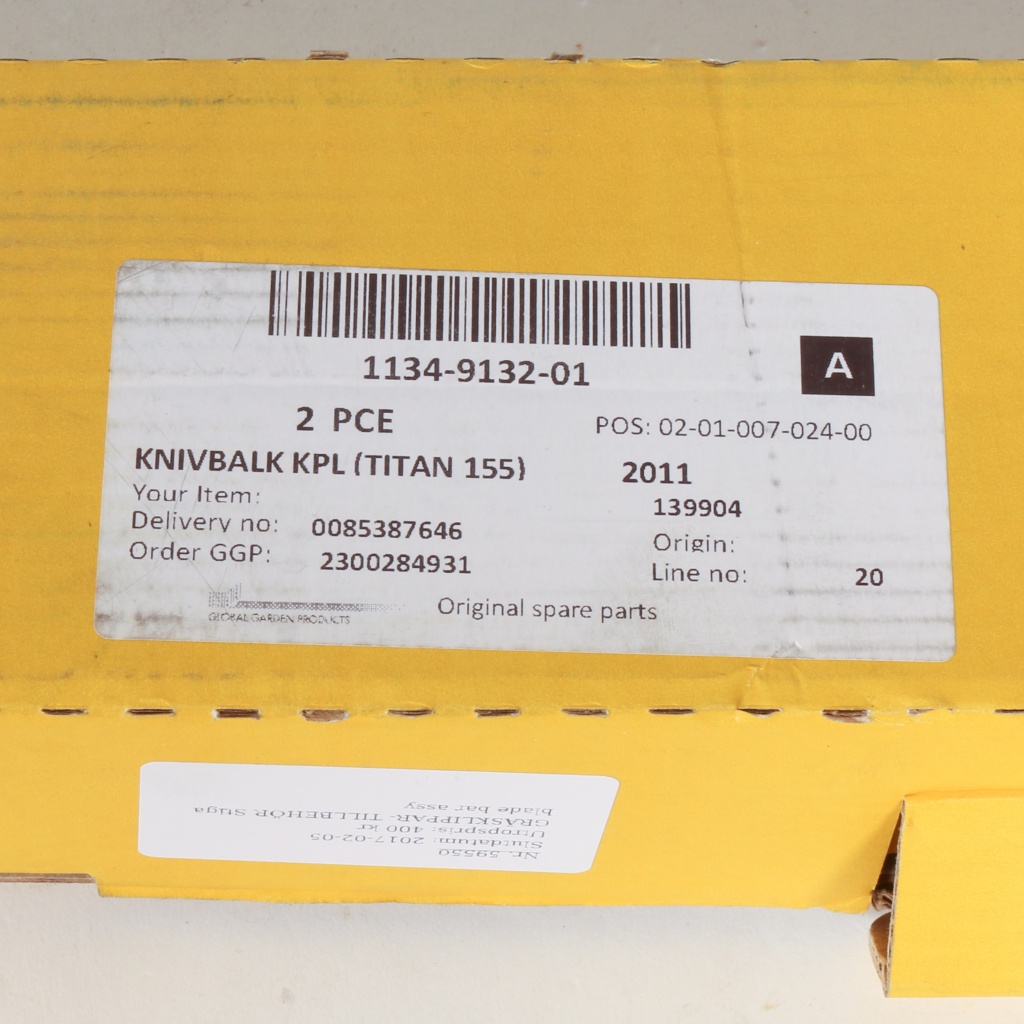 1134-9132-01
A
2 PCE
POS: 02-01-007-024-00
KNIVBALK KPL (TITAN 155)
2011
Your Item:
139904
Delivery no: 0085387646
Origin:
Order GGP: 2300284931
Line no: 20
GLOBAL GARDEN PRODUCTS
Original spare parts
Nr. 59550
Slutdatum: 2017-02-05
Utropspris: 400 kr
GRÄSKLIPPAR- TILLBEHÖR Stiga
blade bar assy